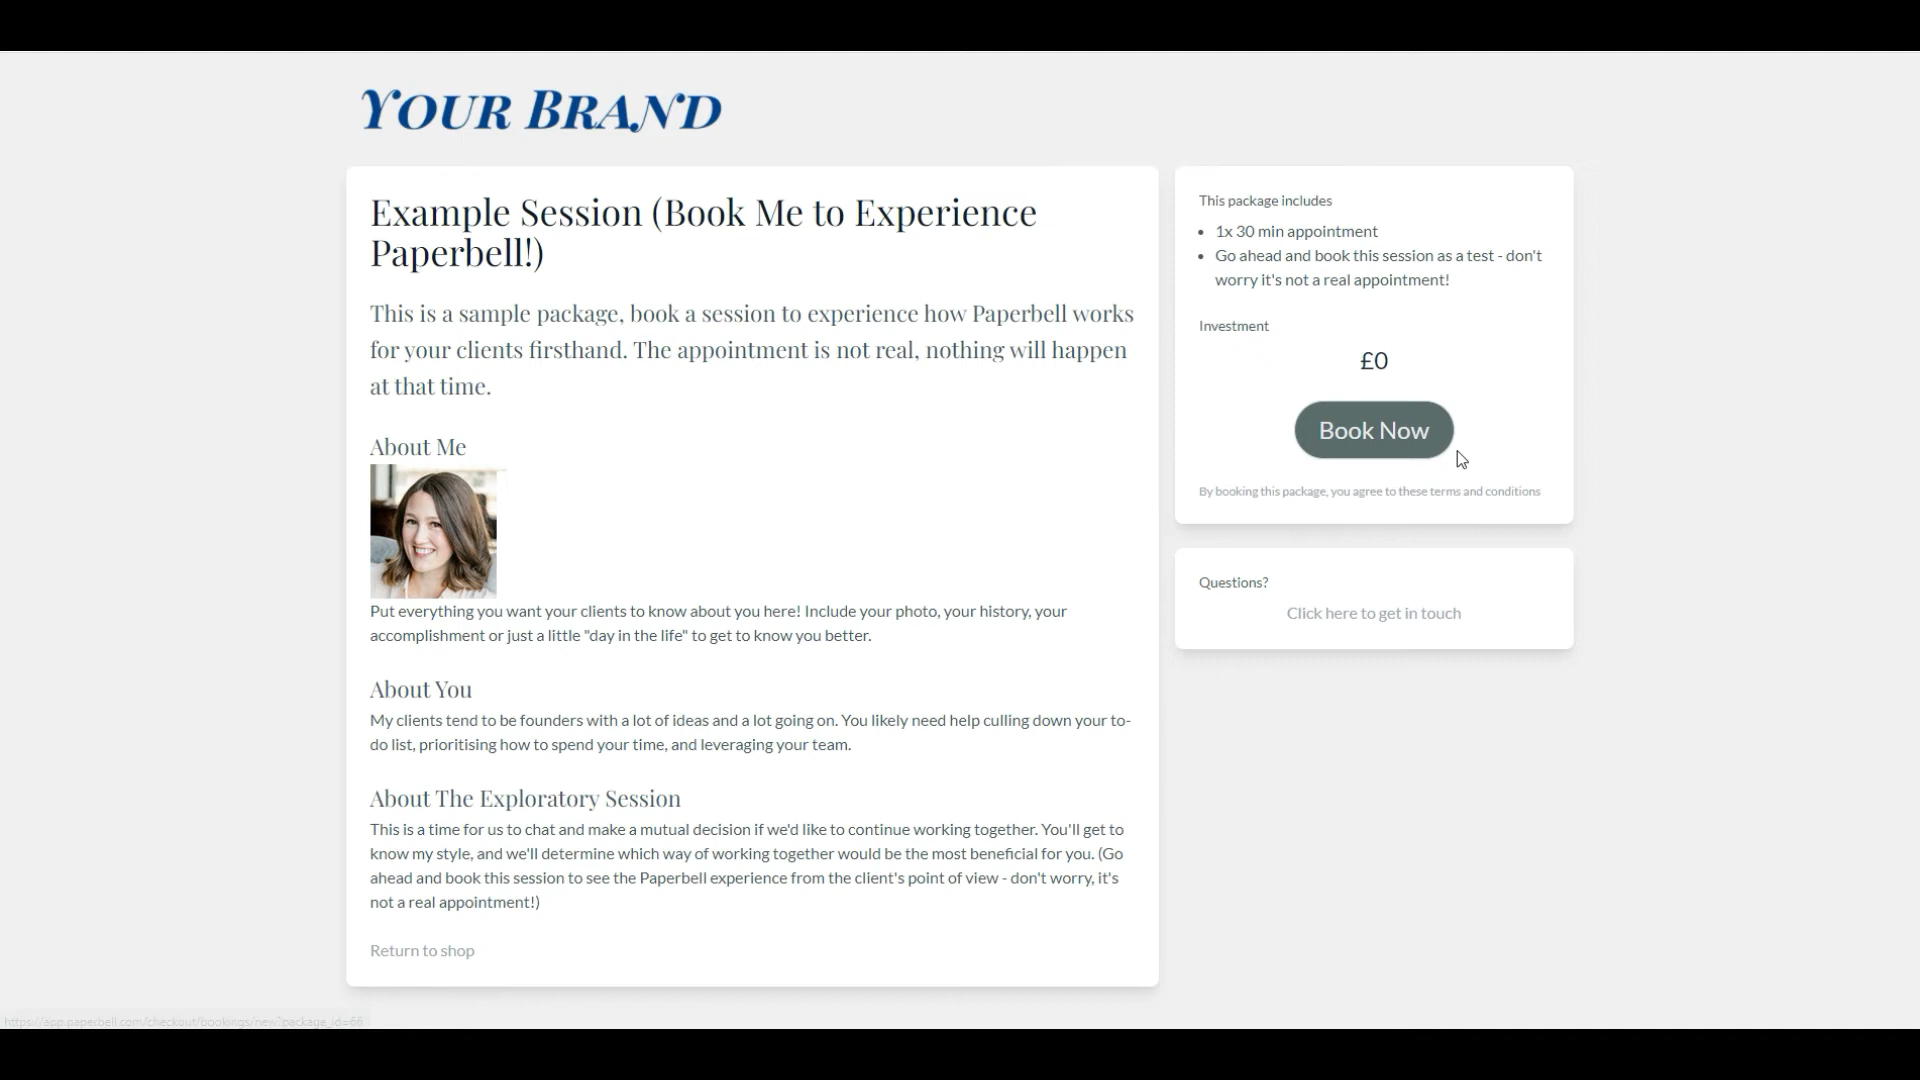 YOUR BRAND
Example Session (Book Me to Experience
Paperbell!)
This is a sample package, book a session to experience how Paperbell works
for your clients firsthand. The appointment is not real, nothing will happen
at that time.
About Me
Put everything you want your clients to know about you here! Include your photo, your history, your
accomplishment or just a little "day in the life" to get to know you better.
About You
My clients tend to be founders with a lot of ideas and a lot going on. You likely need help culling down your to-
do list, prioritising how to spend your time, and leveraging your team.
About The Exploratory Session
This is a time for us to chat and make a mutual decision if we'd like to continue working together. You'll get to
know my style, and we'll determine which way of working together would be the most beneficial for you. (Go
ahead and book this session to see the Paperbell experience from the client's point of view - don't worry, it's
not a real appointment!)
Return to shop
This package includes
• 1x 30 min appointment
• Go ahead and book this session as a test - don't
worry it's not a real appointment!
Investment
£0
Book Now
By booking this package, you agree to these terms and conditions
Questions?
Click here to get in touch
https://app.paperbell.com/checkout/bookings/new?package_id=66